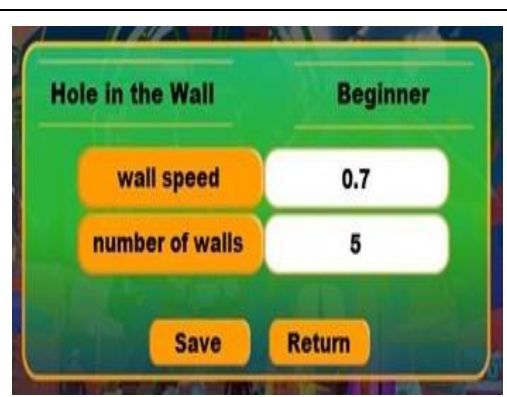 Hole in the Wall Beginner
wall speed 0.7
number of walls 5
Save Return